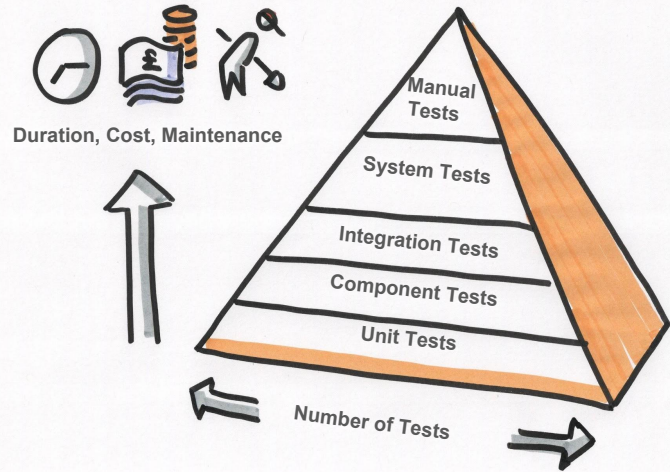 Duration, Cost, Maintenance
Manual
Tests
System Tests
Integration Tests
Component Tests
Unit Tests
Number of Tests